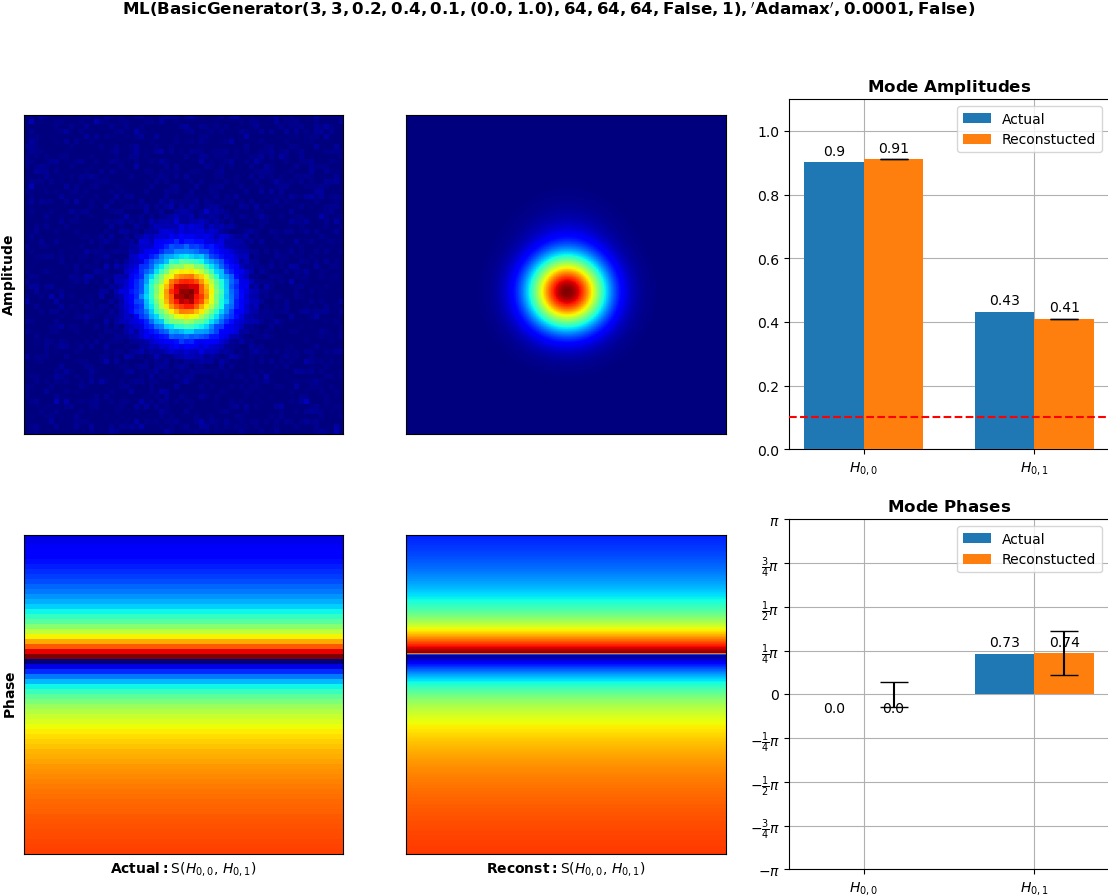 ML(BasicGenerator(3, 3, 0.2, 0.4, 0.1, (0.0, 1.0), 64, 64, 64, False, 1), ′Adamax′, 0.0001, False)
Amplitude
Mode Amplitudes
Actual
Reconstucted
1.0
0.8
0.6
0.4
0.2
0.0
0.9
0.91
0.43
0.41
H0, 0
H0, 1
Phase
Actual: S(H0, 0, H0, 1)
Reconst: S(H0, 0, H0, 1)
Mode Phases
Actual
Reconstucted
π
3/4π
1/2π
1/4π
0
−1/4π
−1/2π
−3/4π
−π
0.0
0.0
0.73
0.74
H0, 0
H0, 1